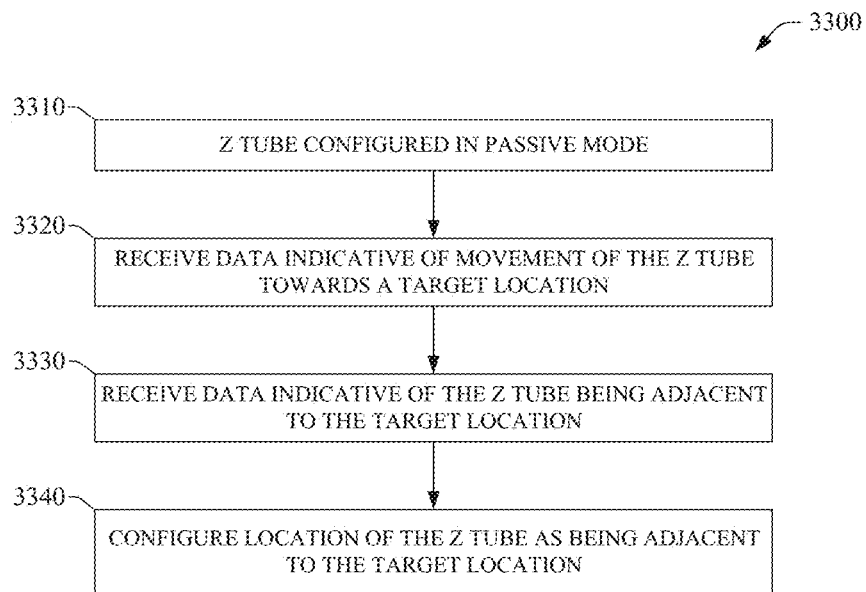 3300
3310
Z TUBE CONFIGURED IN PASSIVE MODE
3320
RECEIVE DATA INDICATIVE OF MOVEMENT OF THE Z TUBE
TOWARDS A TARGET LOCATION
3330
RECEIVE DATA INDICATIVE OF THE Z TUBE BEING ADJACENT
TO THE TARGET LOCATION
3340
CONFIGURE LOCATION OF THE Z TUBE AS BEING ADJACENT
TO THE TARGET LOCATION